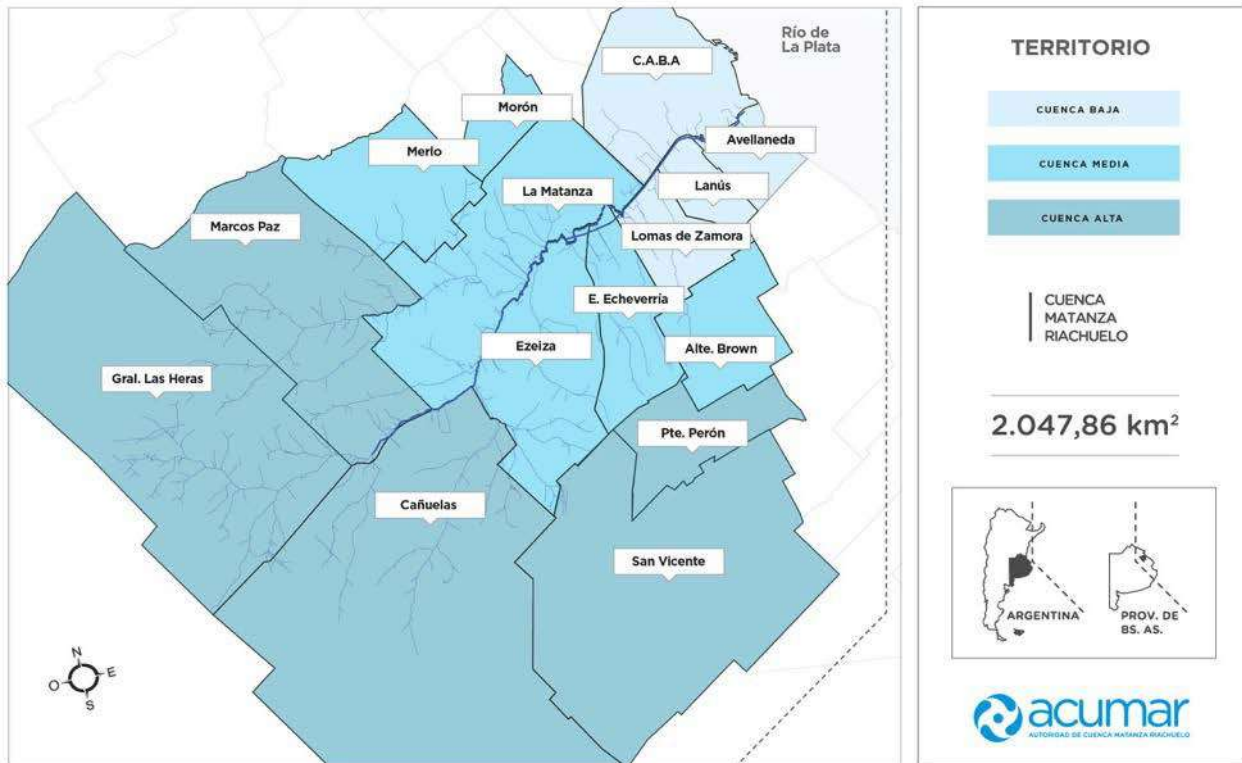 Río de
La Plata
C.A.B.A
Morón
Avellaneda
Merlo
Lanús
La Matanza
Marcos Paz
Lomas de Zamora
E. Echeverría
Ezeiza
Alte. Brown
Gral. Las Heras
Pte. Perón
Cañuelas
San Vicente
N
O
E
S
TERRITORIO
CUENCA BAJA
CUENCA MEDIA
CUENCA ALTA
CUENCA
MATANZA
RIACHUELO
2.047,86 km²
ARGENTINA
PROV. DE
BS. AS.
acumar
AUTORIDAD DE CUENCA MATANZA RIACHUELO